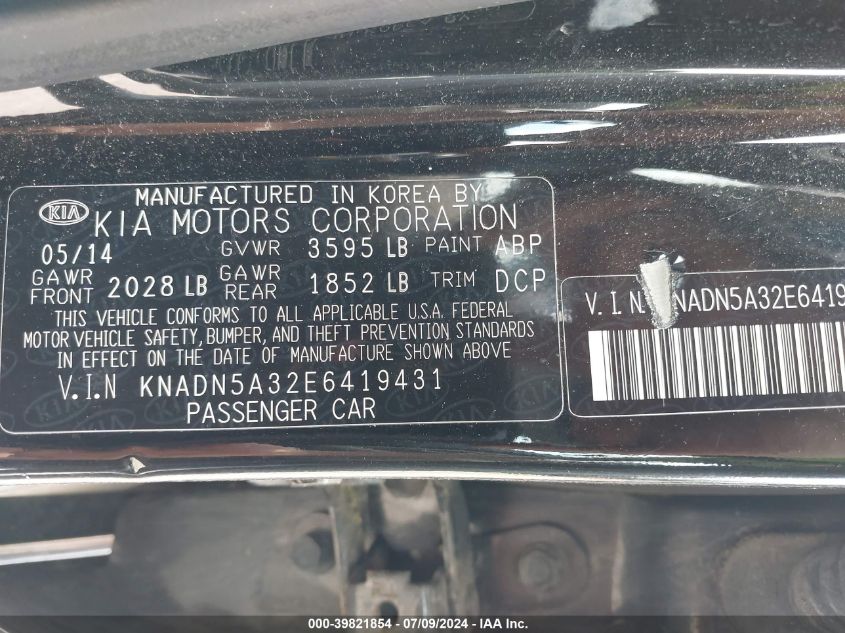 MANUFACTURED IN KOREA BY
KIA KIA MOTORS CORPORATION
05/14 GVWR 3595 LB PAINT ABP
GAWR FRONT 2028 LB GAWR REAR 1852 LB TRIM DCP
THIS VEHICLE CONFORMS TO ALL APPLICABLE U.S.A. FEDERAL
MOTOR VEHICLE SAFETY, BUMPER, AND THEFT PREVENTION STANDARDS
IN EFFECT ON THE DATE OF MANUFACTURE SHOWN ABOVE
V.I.N KNADN5A32E6419431
PASSENGER CAR
V.I.N NADN5A32E6419
000-39821854 - 07/09/2024 - IAA Inc.